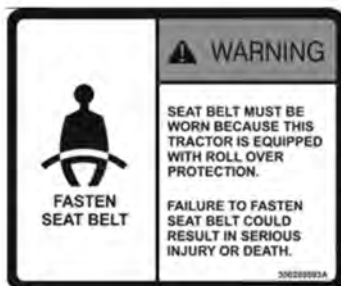 FASTEN
SEAT BELT
WARNING
SEAT BELT MUST BE
WORN BECAUSE THIS
TRACTOR IS EQUIPPED
WITH ROLL OVER
PROTECTION.
FAILURE TO FASTEN
SEAT BELT COULD
RESULT IN SERIOUS
INJURY OR DEATH.